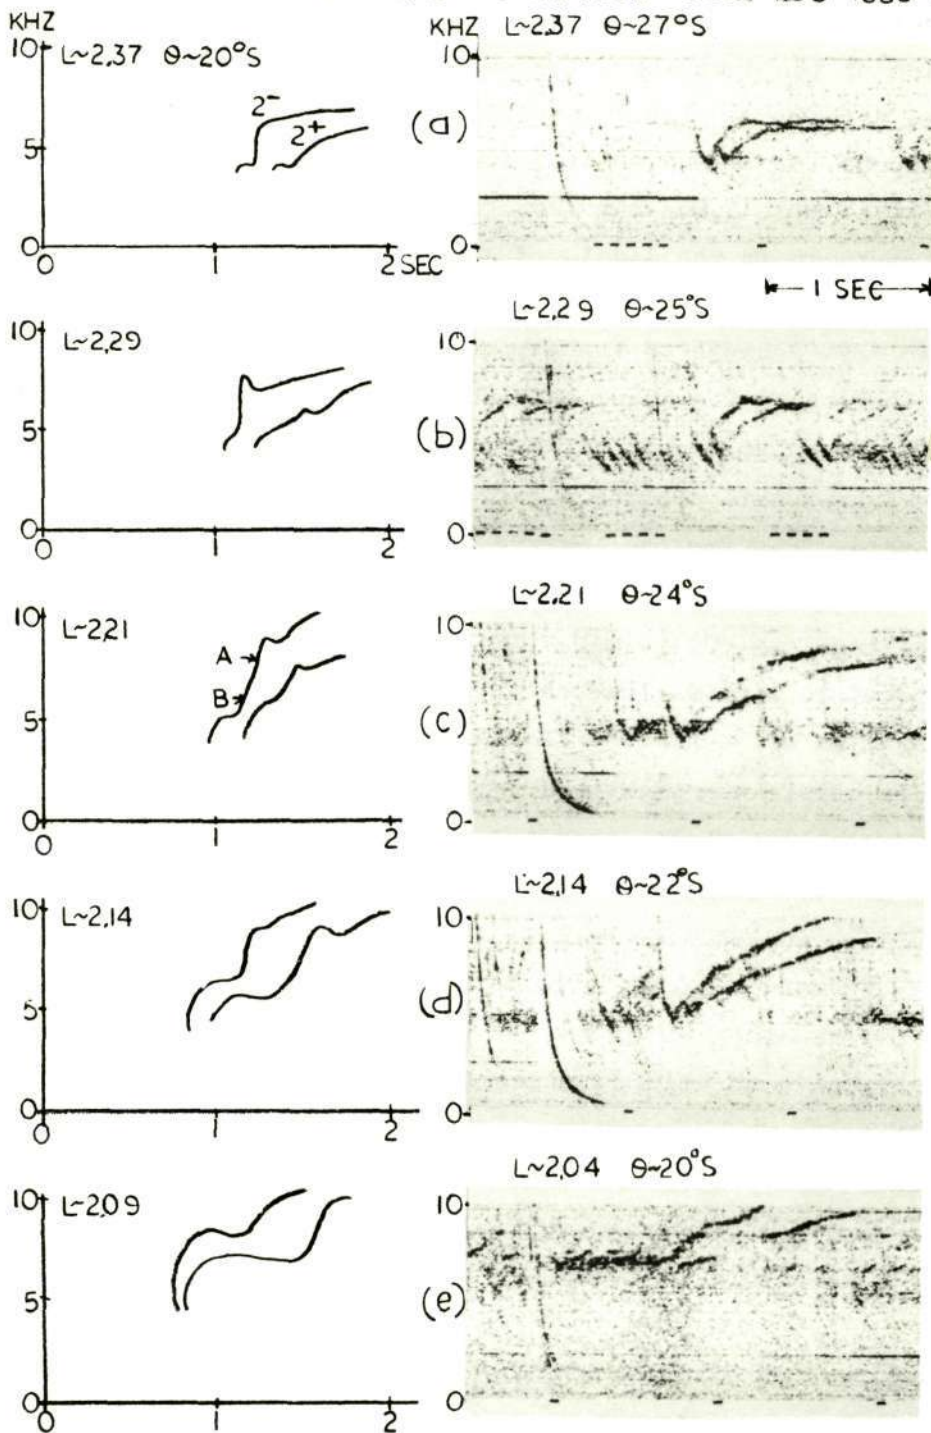 KHZ
10
L~2,37 θ~20°S
2⁻
2⁺
5
0
0 1 2 SEC
(a)
KHZ L~2,37 θ~27°S
10
0
1 SEC
10
L~2,29
5
0
0 1 2
(b)
L~2,29 θ~25°S
10
0
10
L~2,21
A
B
5
0
0 1 2
(c)
L~2,21 θ~24°S
10
0
10
L~2,14
5
0
0 1 2
(d)
L~2,14 θ~22°S
10
0
10
L~2,09
5
0
0 1 2
(e)
L~2,04 θ~20°S
10
0